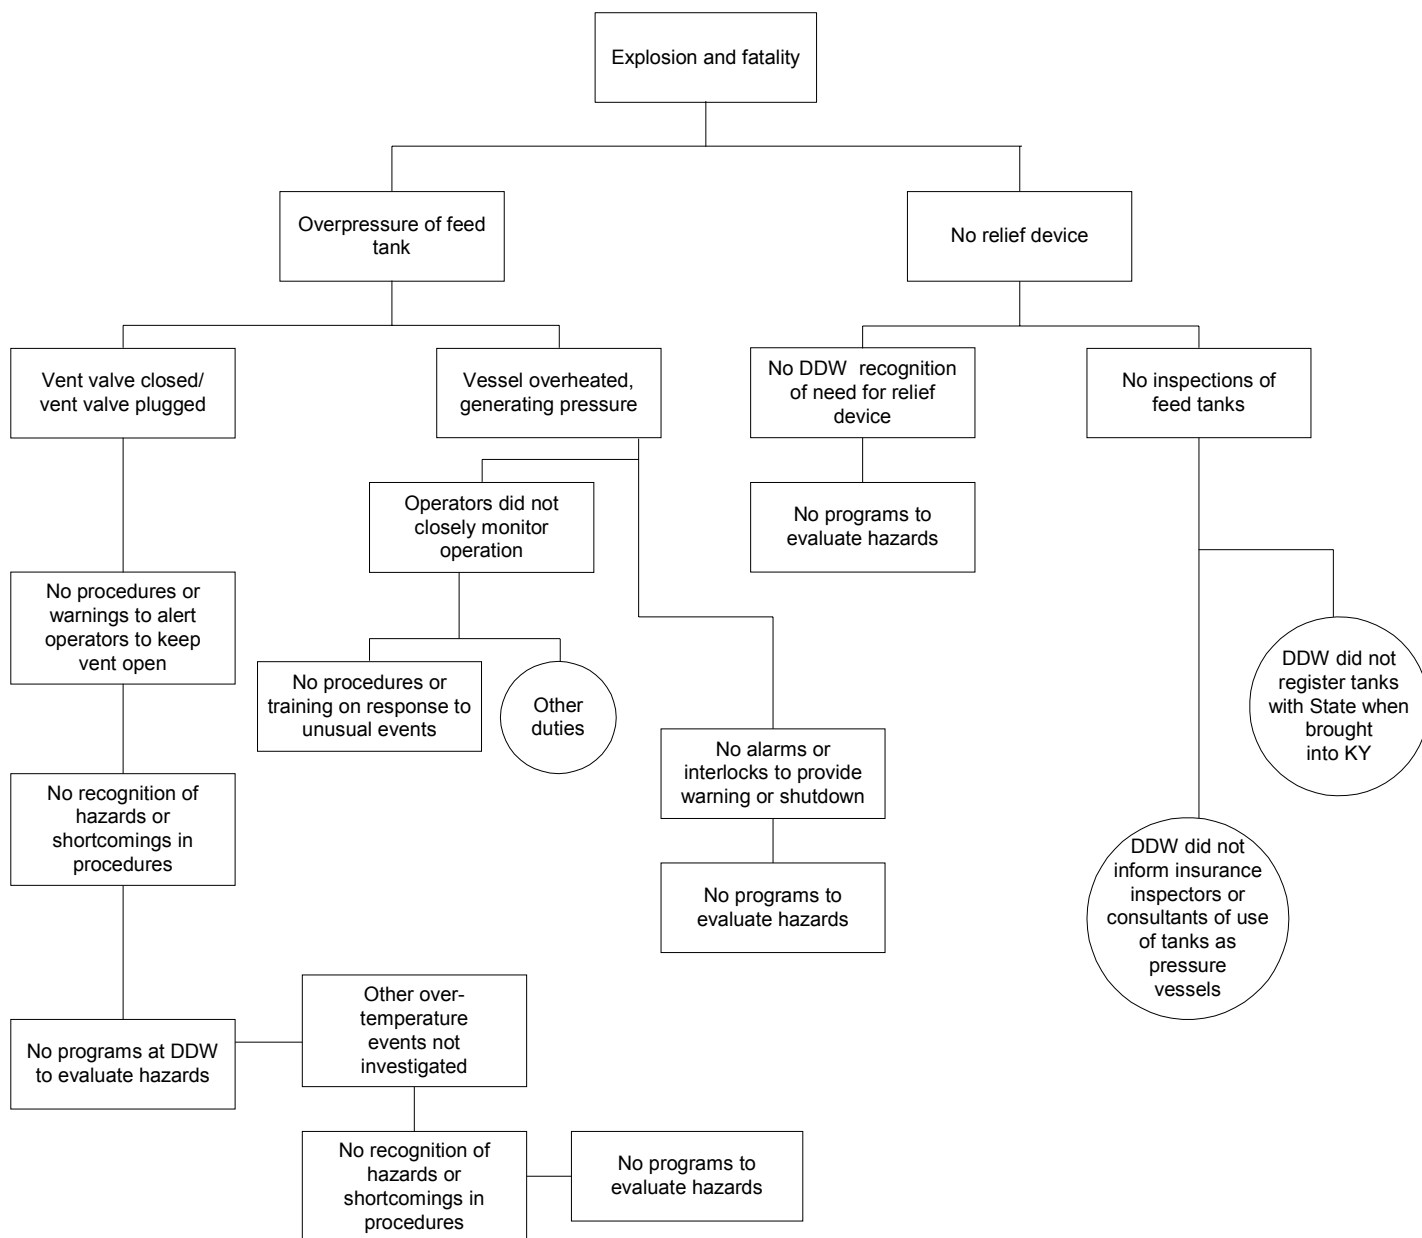 Explosion and fatality
Overpressure of feed
tank
No relief device
Vent valve closed/
vent valve plugged
Vessel overheated,
generating pressure
No DDW recognition
of need for relief
device
No inspections of
feed tanks
Operators did not
closely monitor
operation
No programs to
evaluate hazards
No procedures or
warnings to alert
operators to keep
vent open
No procedures or
training on response to
unusual events
Other
duties
DDW did not
register tanks
with State when
brought
into KY
No alarms or
interlocks to provide
warning or shutdown
No recognition of
hazards or
shortcomings in
procedures
DDW did not
inform insurance
inspectors or
consultants of use
of tanks as
pressure
vessels
No programs to
evaluate hazards
Other over-
temperature
events not
investigated
No programs at DDW
to evaluate hazards
No recognition of
hazards or
shortcomings in
procedures
No programs to
evaluate hazards